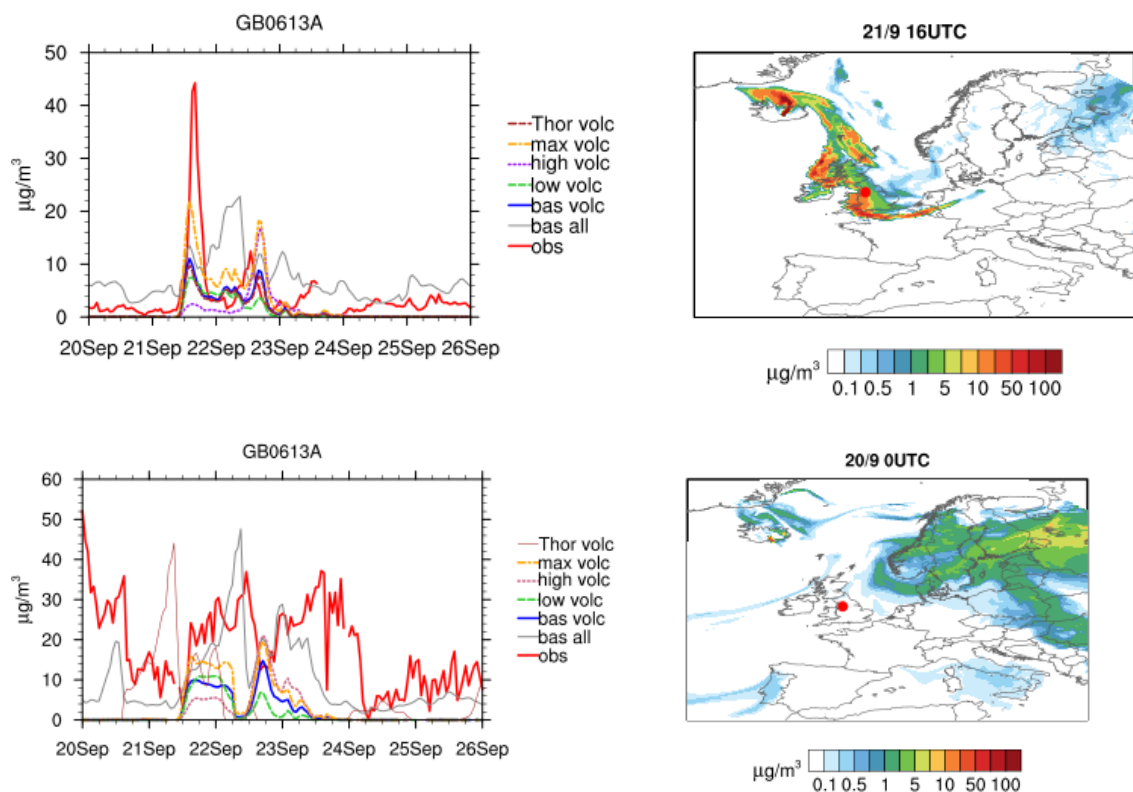 GB0613A
50
40
30
20
10
0
μg/m³
20Sep 21Sep 22Sep 23Sep 24Sep 25Sep 26Sep
Thor volc
max volc
high volc
low volc
bas volc
bas all
obs
21/9 16UTC
μg/m³
0.1 0.5 1 5 10 50 100
GB0613A
60
50
40
30
20
10
0
μg/m³
20Sep 21Sep 22Sep 23Sep 24Sep 25Sep 26Sep
Thor volc
max volc
high volc
low volc
bas volc
bas all
obs
20/9 0UTC
μg/m³
0.1 0.5 1 5 10 50 100